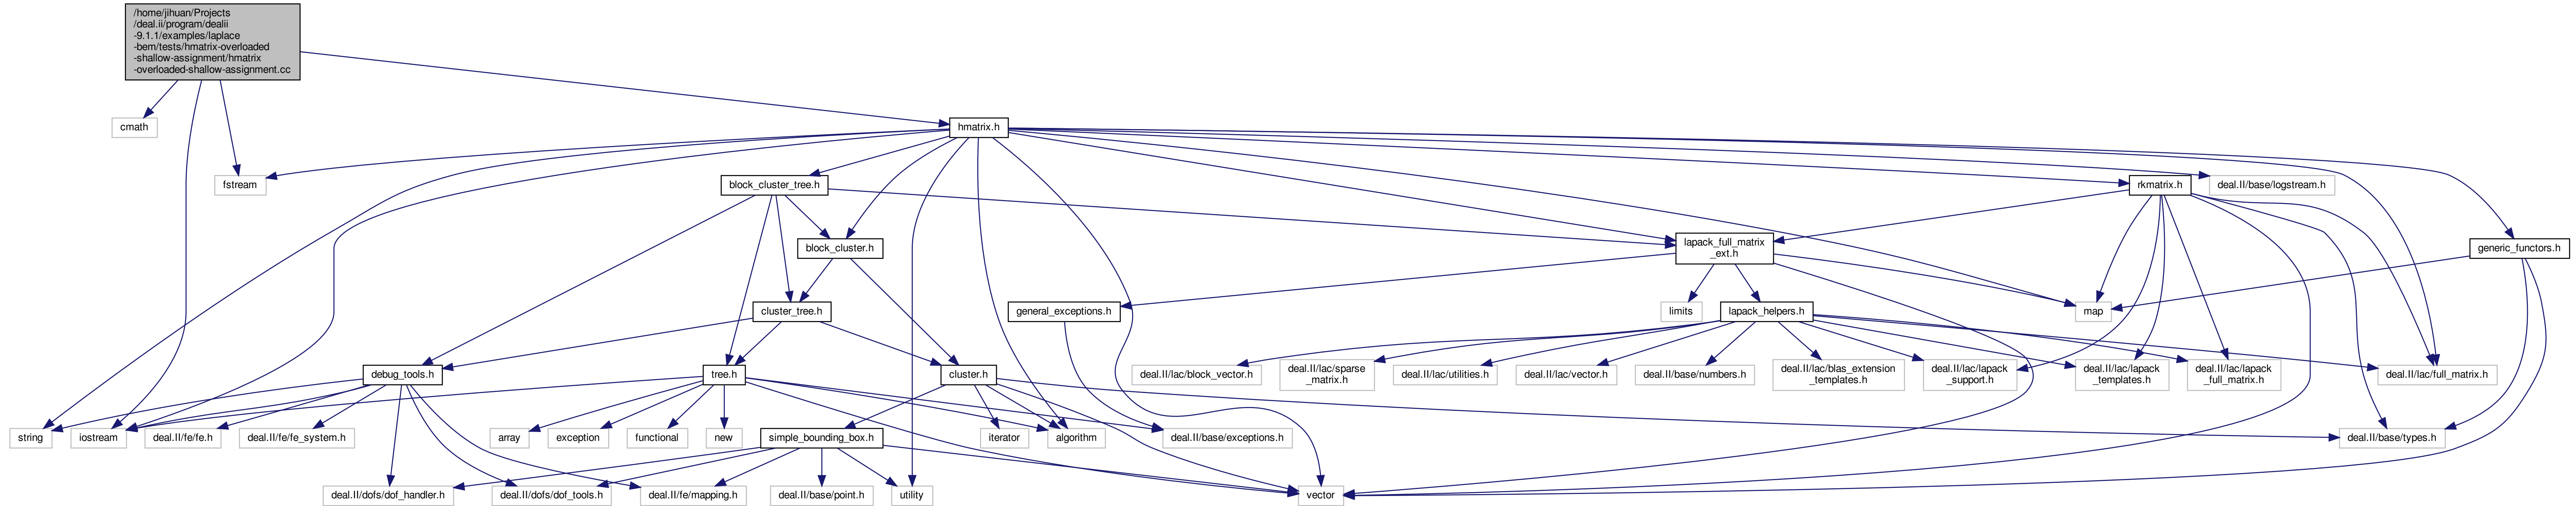 /home/jihuan/Projects
/deal.ii/program/dealii
-9.1.1/examples/laplace
-bem/tests/hmatrix-overloaded
-shallow-assignment/hmatrix
-overloaded-shallow-assignment.cc
cmath
hmatrix.h
fstream
block_cluster_tree.h
rkmatrix.h
deal.II/base/logstream.h
block_cluster.h
lapack_full_matrix
_ext.h
generic_functors.h
cluster_tree.h
general_exceptions.h
limits
lapack_helpers.h
map
debug_tools.h
tree.h
cluster.h
deal.II/lac/block_vector.h
deal.II/lac/sparse
_matrix.h
deal.II/lac/utilities.h
deal.II/lac/vector.h
deal.II/base/numbers.h
deal.II/lac/blas_extension
_templates.h
deal.II/lac/lapack
_support.h
deal.II/lac/lapack
_templates.h
deal.II/lac/lapack
_full_matrix.h
deal.II/lac/full_matrix.h
string
iostream
deal.II/fe/fe.h
deal.II/fe/fe_system.h
array
exception
functional
new
simple_bounding_box.h
iterator
algorithm
deal.II/base/exceptions.h
deal.II/base/types.h
deal.II/dofs/dof_handler.h
deal.II/dofs/dof_tools.h
deal.II/fe/mapping.h
deal.II/base/point.h
utility
vector